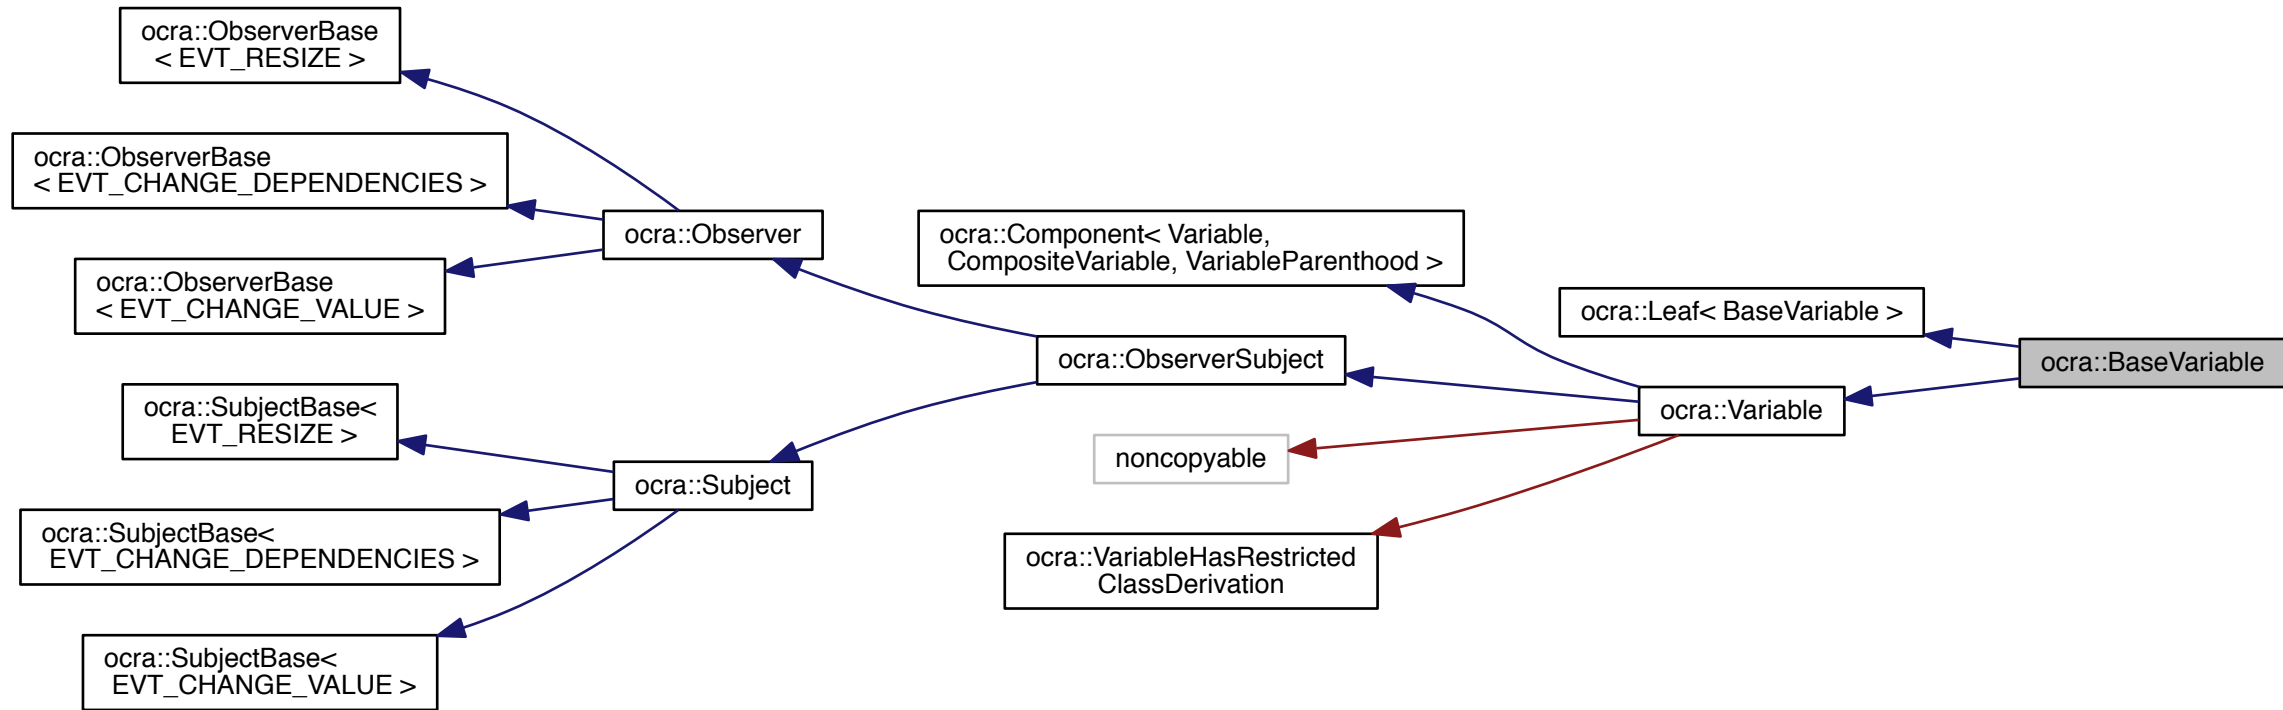 ocra::ObserverBase
< EVT_RESIZE >
ocra::ObserverBase
< EVT_CHANGE_DEPENDENCIES >
ocra::ObserverBase
< EVT_CHANGE_VALUE >
ocra::SubjectBase<
EVT_RESIZE >
ocra::SubjectBase<
EVT_CHANGE_DEPENDENCIES >
ocra::SubjectBase<
EVT_CHANGE_VALUE >
ocra::Observer
ocra::Subject
ocra::Component< Variable,
CompositeVariable, VariableParenthood >
ocra::ObserverSubject
noncopyable
ocra::VariableHasRestricted
ClassDerivation
ocra::Leaf< BaseVariable >
ocra::Variable
ocra::BaseVariable